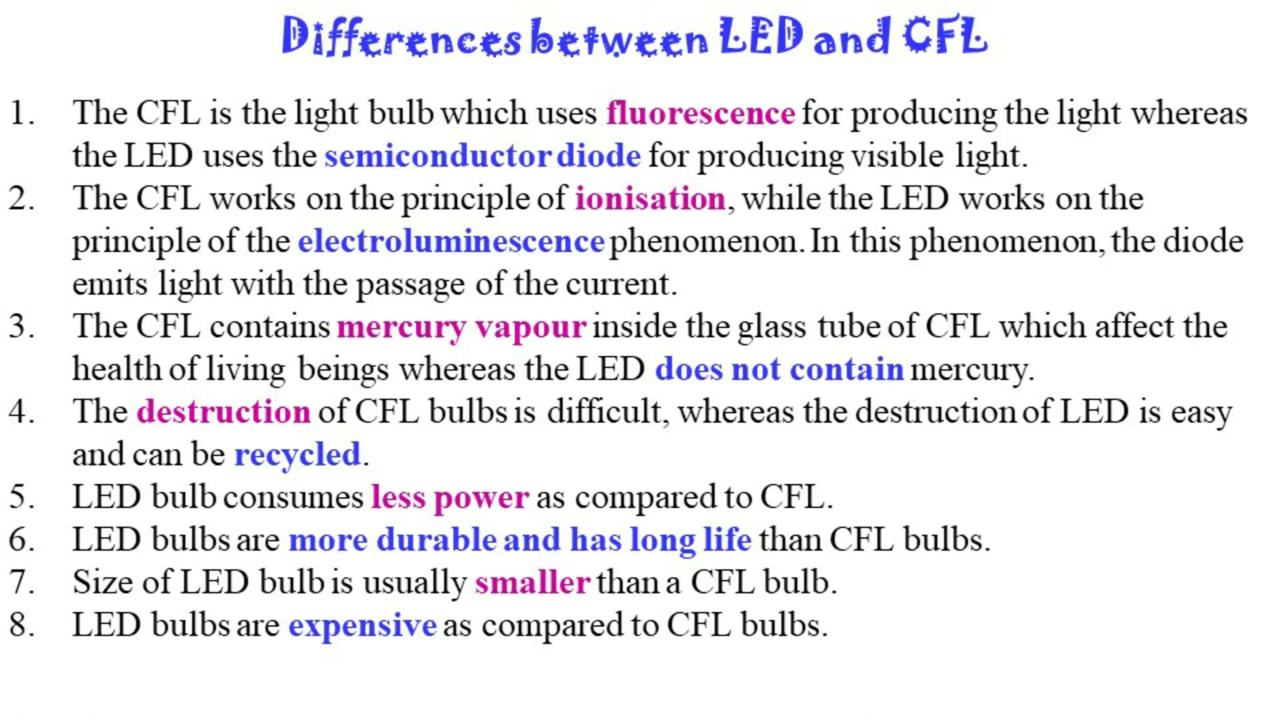 Differences between LED and CFL
1. The CFL is the light bulb which uses fluorescence for producing the light whereas
the LED uses the semiconductor diode for producing visible light.
2. The CFL works on the principle of ionisation, while the LED works on the
principle of the electroluminescence phenomenon. In this phenomenon, the diode
emits light with the passage of the current.
3. The CFL contains mercury vapour inside the glass tube of CFL which affect the
health of living beings whereas the LED does not contain mercury.
4. The destruction of CFL bulbs is difficult, whereas the destruction of LED is easy
and can be recycled.
5. LED bulb consumes less power as compared to CFL.
6. LED bulbs are more durable and has long life than CFL bulbs.
7. Size of LED bulb is usually smaller than a CFL bulb.
8. LED bulbs are expensive as compared to CFL bulbs.